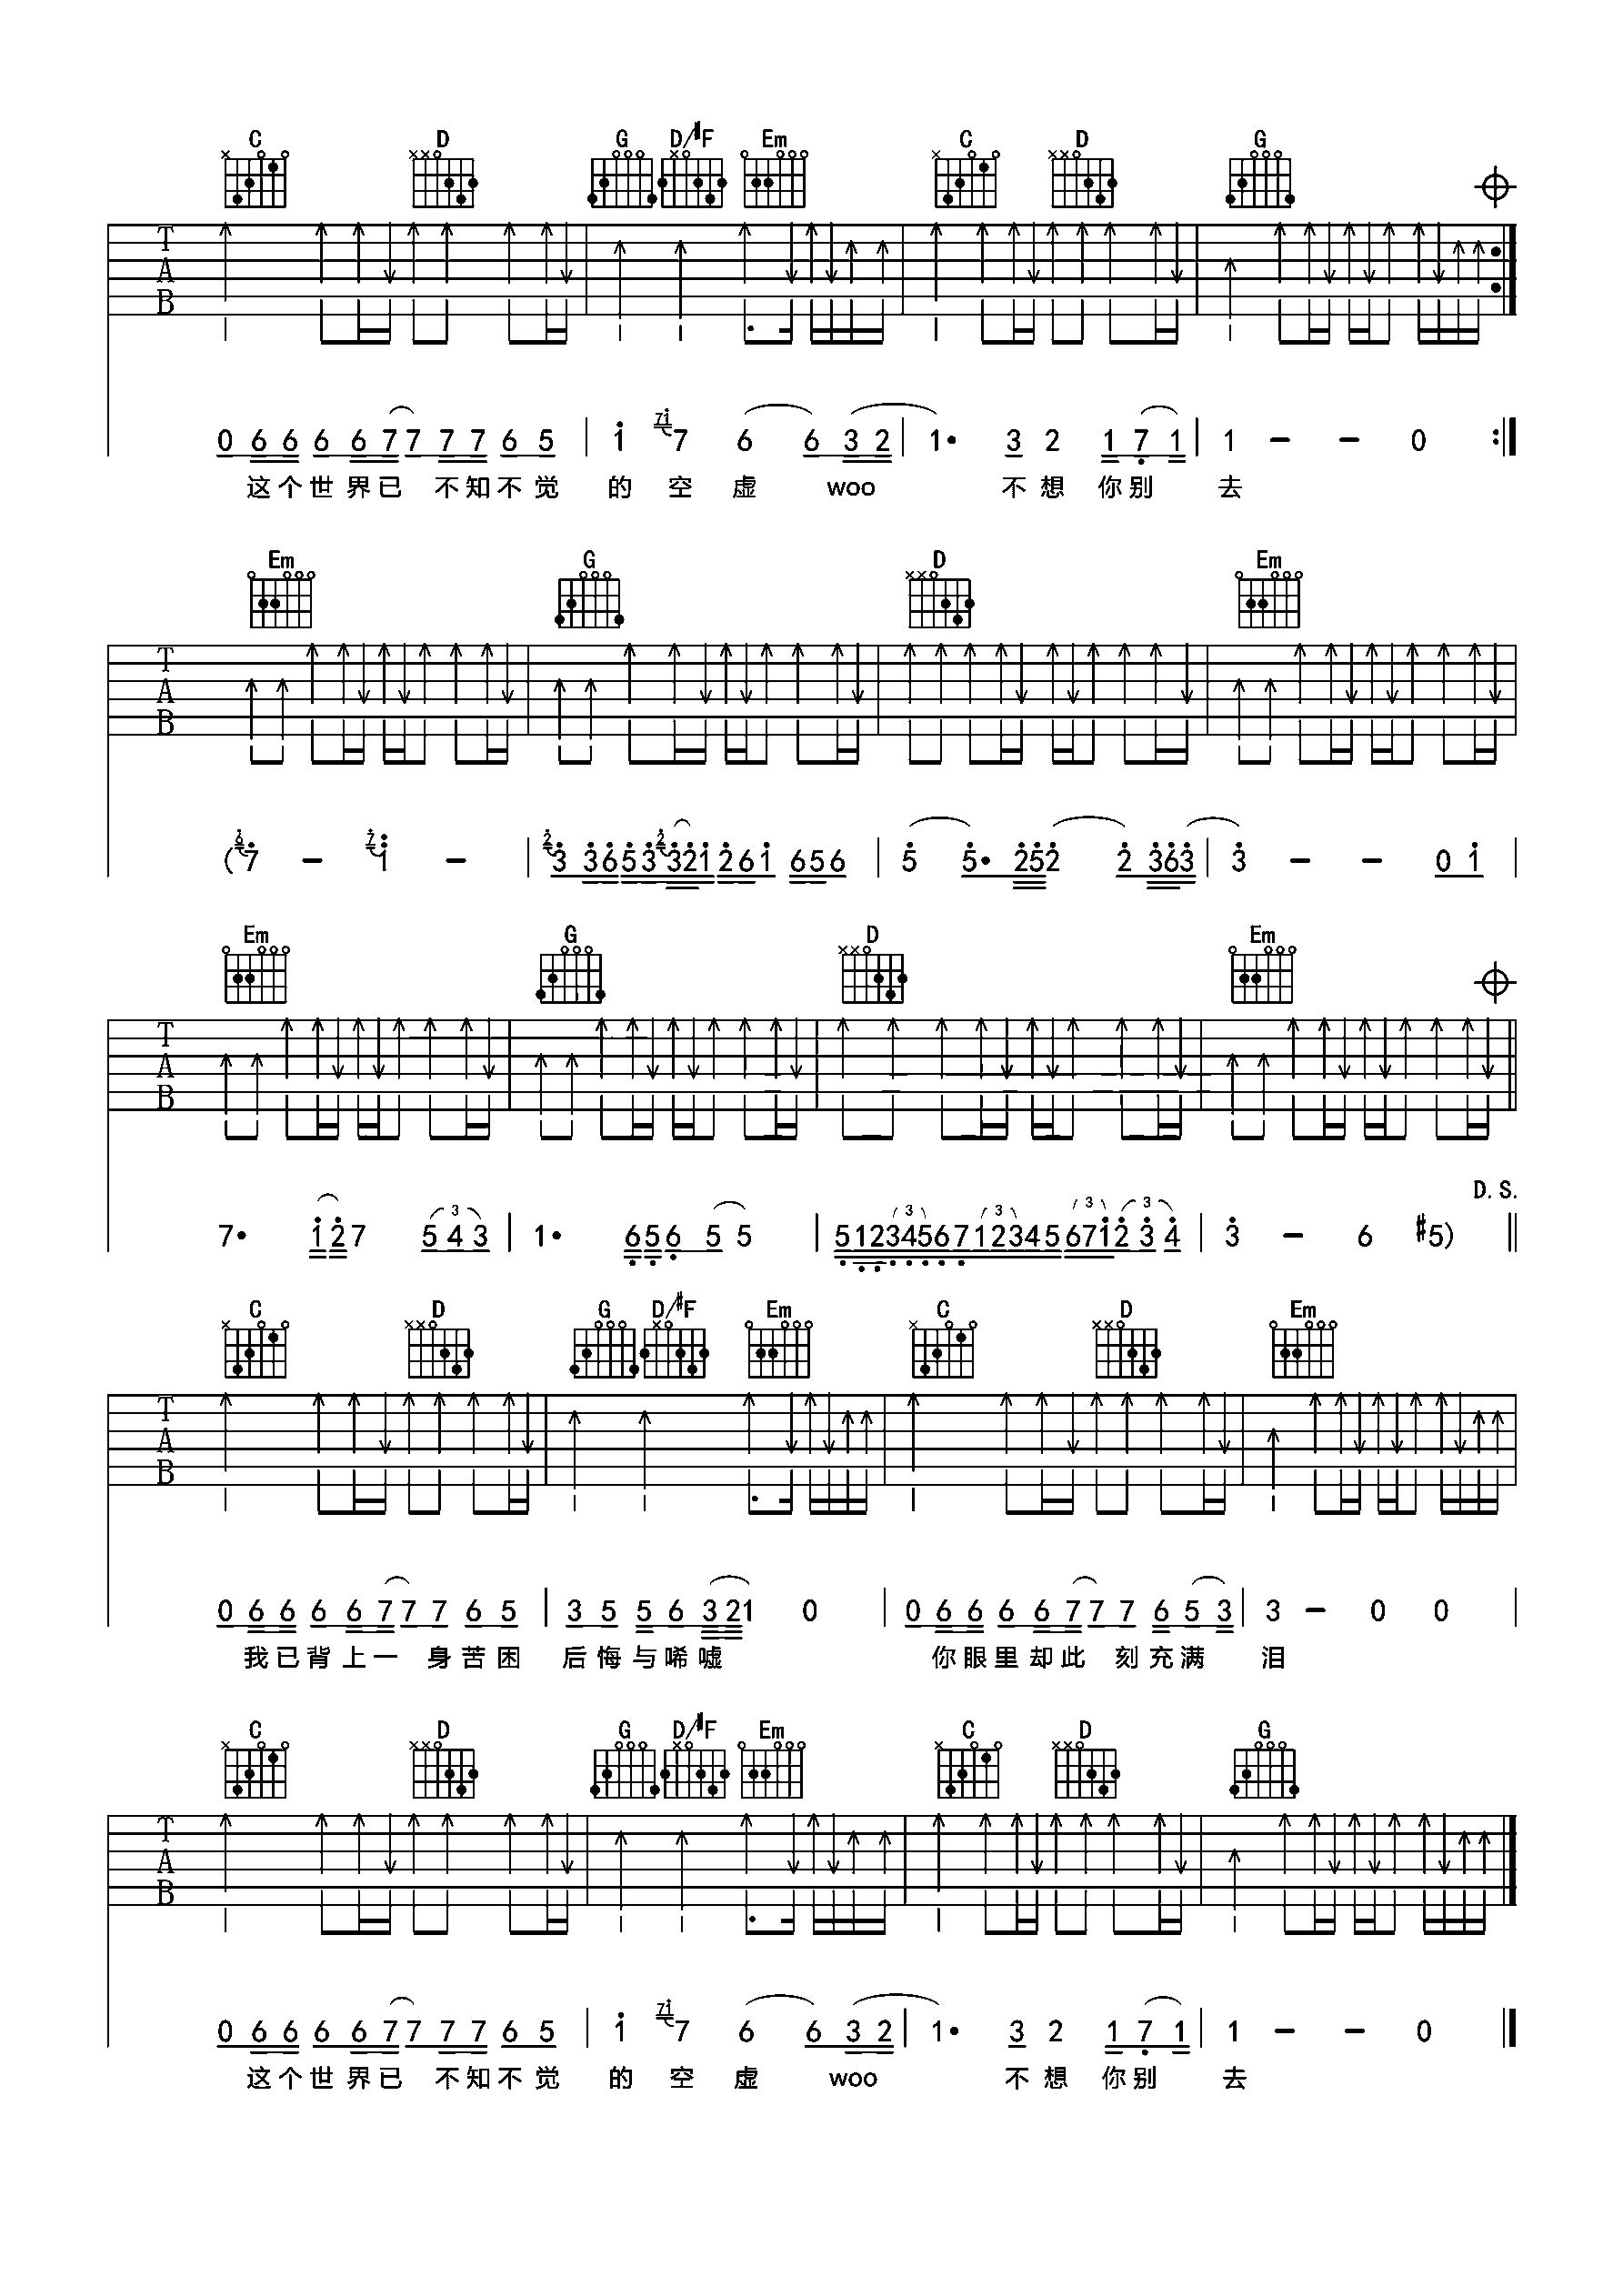 C D G D/#F Em C D G
T
A
B
0 6 6 6 6 7 7 7 7 6 5 | 1 71 7 6 6 3 2 | 1• 3 2 1 7 1 | 1 – – 0 :|
这个世界已 不知不觉 的 空 虚 woo 不想 你别 去
Em G D Em
T
A
B
(67 – 71 – | 23 3 6 5 3 2 3 2 1 2 6 1 6 5 6 | 5 5• 2 5 2 2 3 6 3 | 3 – – 0 1 |
Em G D Em
T
A
B
D.S.
3 3 3 3 3
7• 1 2 7 5 4 3 | 1• 6 5 6 5 5 | 5 1 2 3 4 5 6 7 1 2 3 4 5 6 7 1 2 3 4 | 3 – 6 #5) ||
C D G D/#F Em C D Em
T
A
B
0 6 6 6 6 7 7 7 6 5 | 3 5 5 6 3 2 1 0 | 0 6 6 6 6 7 7 7 6 5 3 | 3 – 0 0 |
我已背上一 身苦困 后悔与唏嘘 你眼里却此 刻充满 泪
C D G D/#F Em C D G
T
A
B
0 6 6 6 6 7 7 7 7 6 5 | 1 71 7 6 6 3 2 | 1• 3 2 1 7 1 | 1 – – 0 |
这个世界已 不知不觉 的 空 虚 woo 不想 你别 去